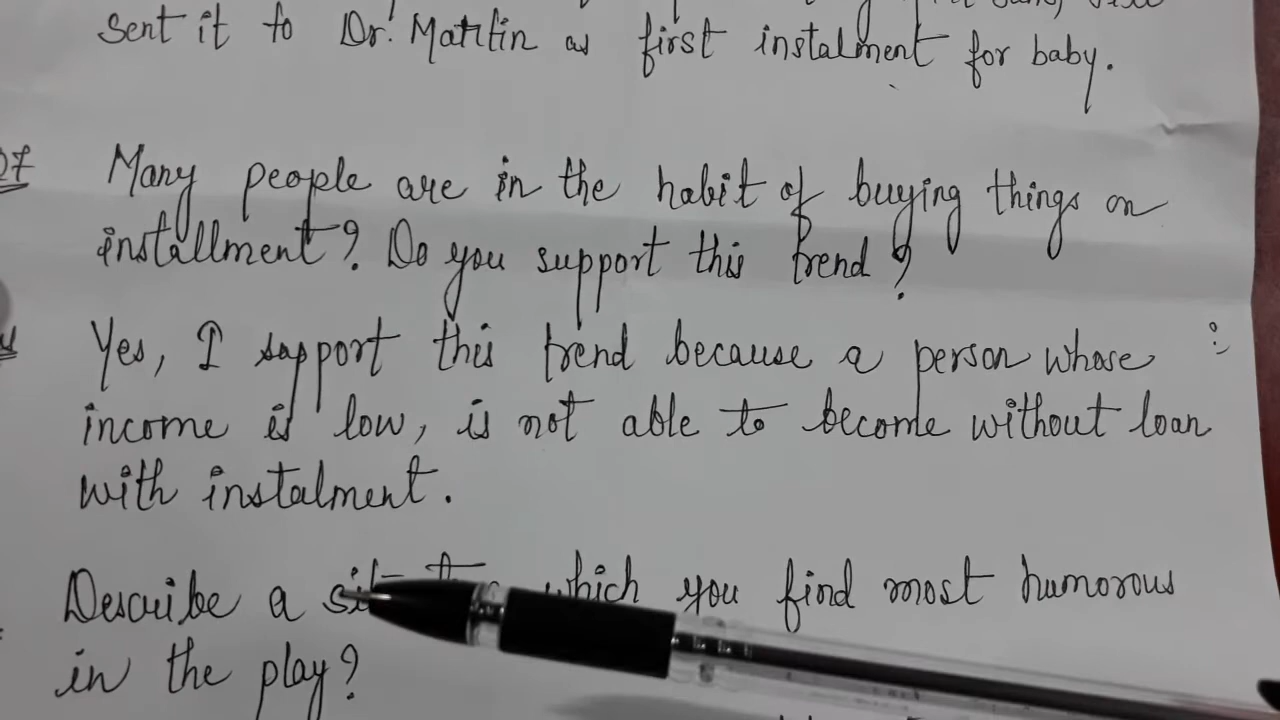 sent it to Dr. Martin as first instalment for baby.
Q7 Many people are in the habit of buying things on
installment? Do you support this trend?
Yes, I support this trend because a person whose
income is low, is not able to become without loan
with instalment.
Describe a which you find most humorous
in the play?